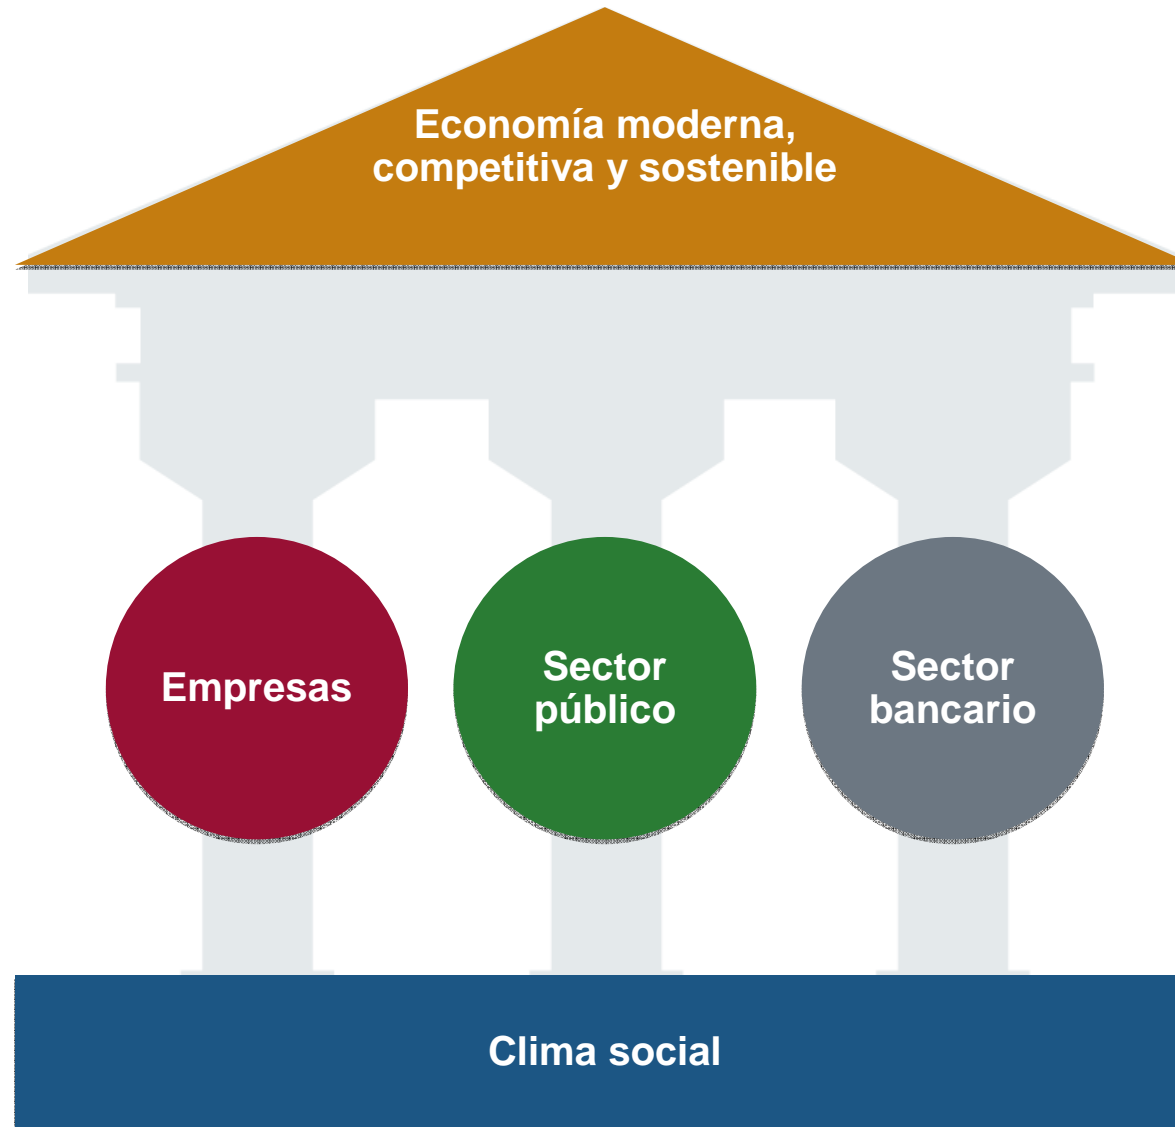 Economía moderna,
competitiva y sostenible
Empresas
Sector
público
Sector
bancario
Clima social